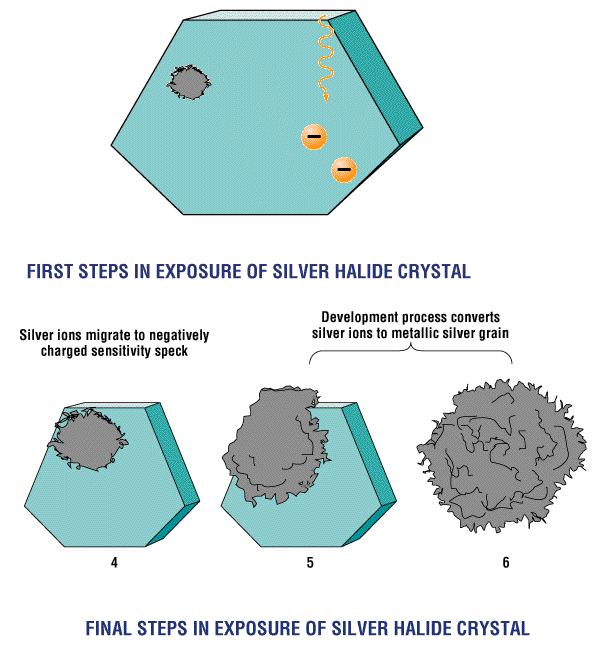 −
−
FIRST STEPS IN EXPOSURE OF SILVER HALIDE CRYSTAL
Silver ions migrate to negatively
charged sensitivity speck
Development process converts
silver ions to metallic silver grain
4
5
6
FINAL STEPS IN EXPOSURE OF SILVER HALIDE CRYSTAL